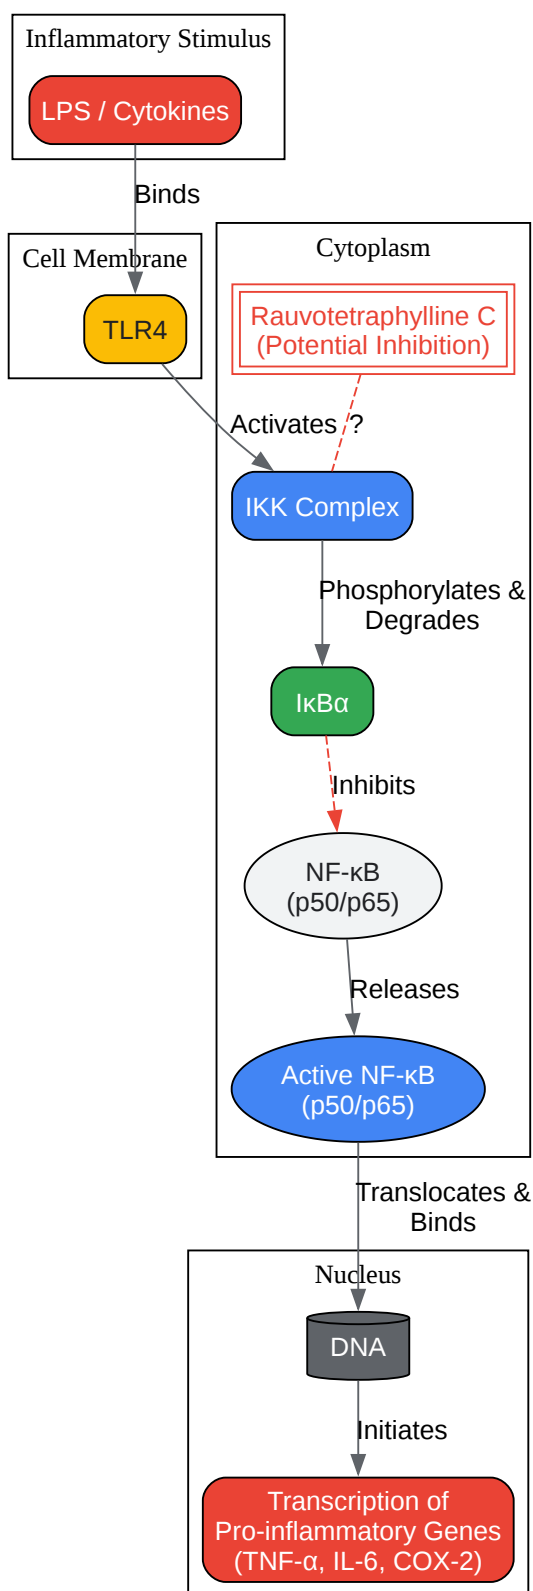 Inflammatory Stimulus
LPS / Cytokines
Binds
Cell Membrane
TLR4
Cytoplasm
Rauvotetraphylline C
(Potential Inhibition)
Activates
?
IKK Complex
Phosphorylates &
Degrades
IκBα
Inhibits
NF-κB
(p50/p65)
Releases
Active NF-κB
(p50/p65)
Translocates &
Binds
Nucleus
DNA
Initiates
Transcription of
Pro-inflammatory Genes
(TNF-α, IL-6, COX-2)